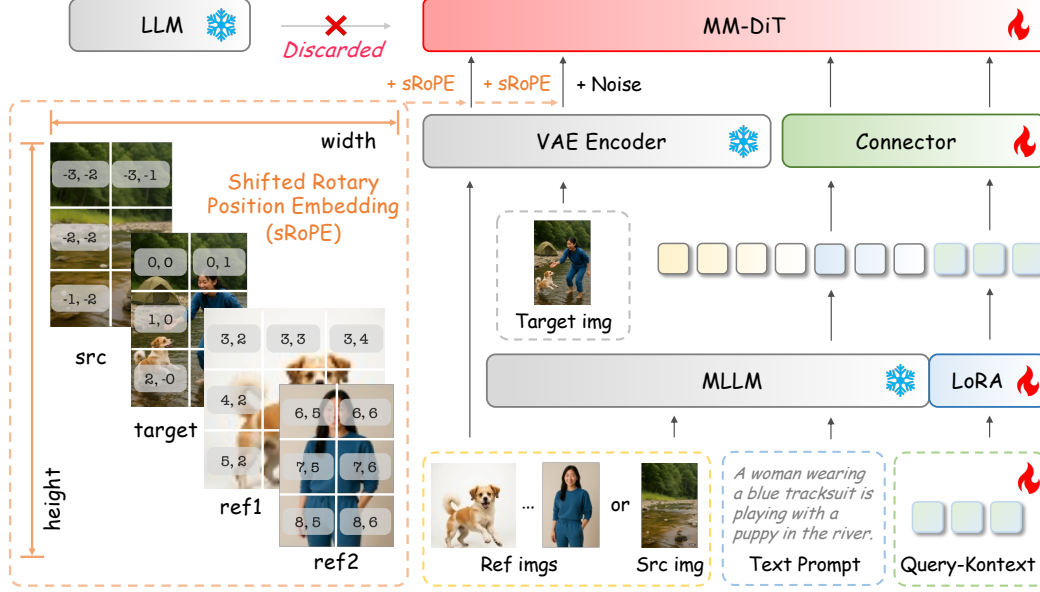 LLM
Discarded
MM-DiT
+ sRoPE
+ sRoPE
+ Noise
VAE Encoder
Connector
width
Shifted Rotary
Position Embedding
(sRoPE)
height
-3, -2
-3, -1
-2, -2
-1, -2
src
0, 0
0, 1
1, 0
2, -0
target
3, 2
3, 3
3, 4
4, 2
5, 2
ref1
6, 5
6, 6
7, 5
7, 6
8, 5
8, 6
ref2
Target img
MLLM
LoRA
...
or
Ref imgs
Src img
A woman wearing
a blue tracksuit is
playing with a
puppy in the river.
Text Prompt
Query-Kontext